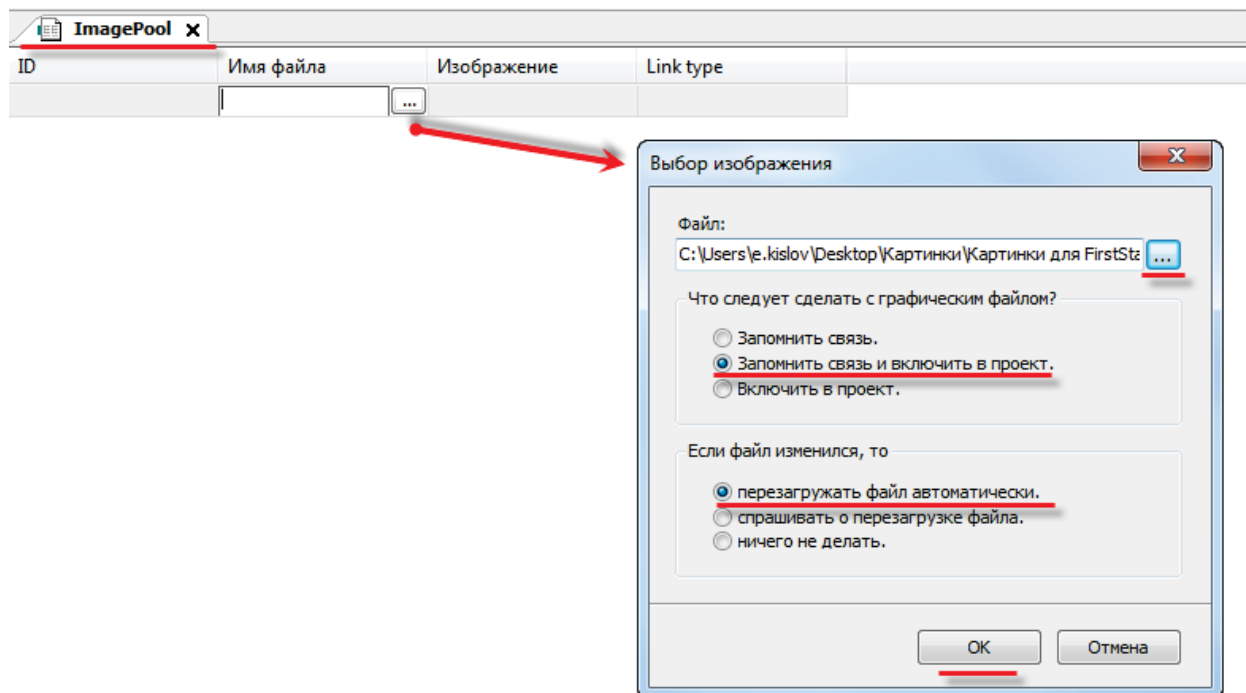 ImagePool x
ID Имя файла Изображение Link type
...
Выбор изображения
Файл:
C:\Users\e.kislov\Desktop\Картинки\Картинки для FirstSta ...
Что следует сделать с графическим файлом?
Запомнить связь.
Запомнить связь и включить в проект.
Включить в проект.
Если файл изменился, то
перезагружать файл автоматически.
спрашивать о перезагрузке файла.
ничего не делать.
ОК Отмена